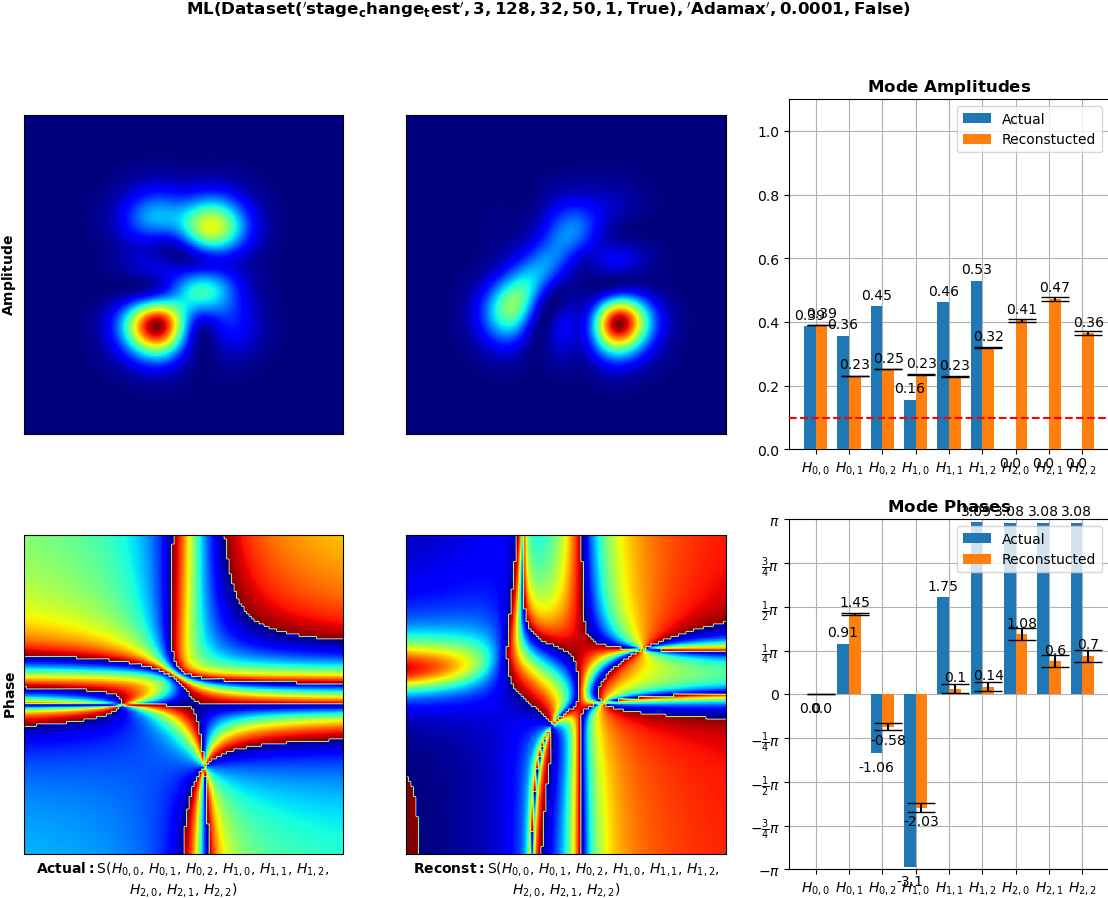 ML(Dataset('stage_change_test', 3, 128, 32, 50, 1, True), 'Adamax', 0.0001, False)
Amplitude
Mode Amplitudes
Actual
Reconstucted
1.0
0.8
0.6
0.4
0.2
0.0
0.39 0.39
0.36 0.23
0.45 0.25
0.16 0.23
0.46 0.23
0.53 0.32
0.0 0.41
0.0 0.47
0.0 0.36
H0,0 H0,1 H0,2 H1,0 H1,1 H1,2 H2,0 H2,1 H2,2
Phase
Mode Phases
Actual
Reconstucted
π
3/4π
1/2π
1/4π
0
−1/4π
−1/2π
−3/4π
−π
0.0 0.0
0.91 1.45
-1.06 -0.58
-3.1 -2.03
1.75 0.1
3.09 0.14
3.08 1.08
3.08 0.6
3.08 0.7
H0,0 H0,1 H0,2 H1,0 H1,1 H1,2 H2,0 H2,1 H2,2
Actual: S(H0,0, H0,1, H0,2, H1,0, H1,1, H1,2,
H2,0, H2,1, H2,2)
Reconst: S(H0,0, H0,1, H0,2, H1,0, H1,1, H1,2,
H2,0, H2,1, H2,2)